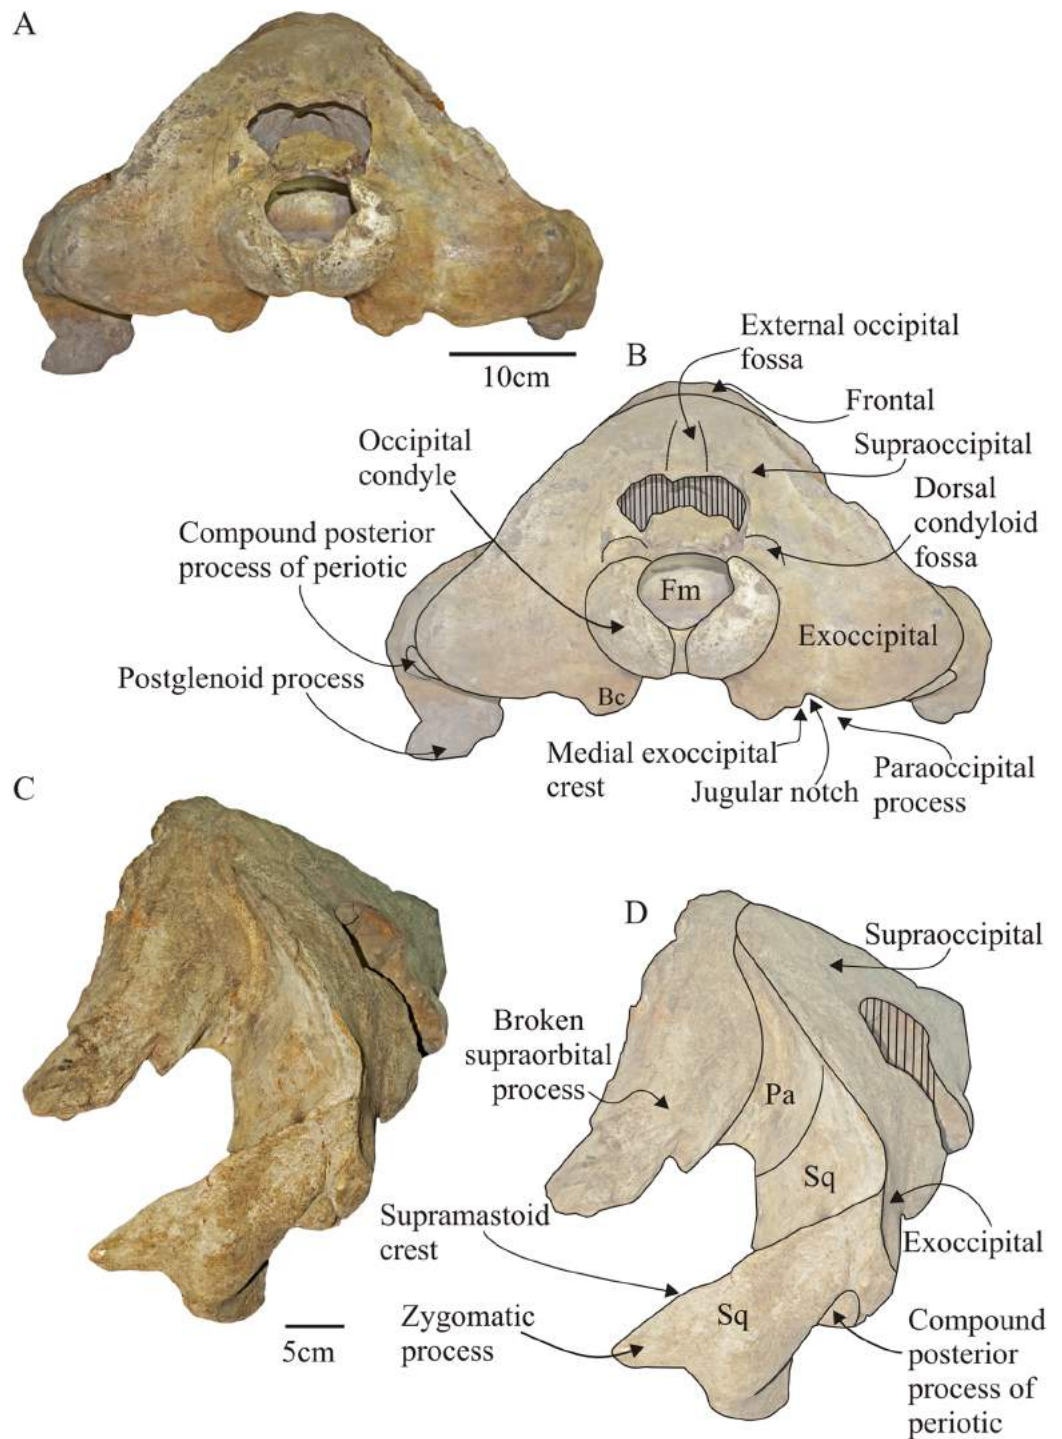 A
10cm
B
External occipital
fossa
Frontal
Occipital
condyle
Supraoccipital
Dorsal
condyloid
fossa
Compound posterior
process of periotic
Fm
Exoccipital
Postglenoid process
Bc
Medial exoccipital
crest
Jugular notch
Paraoccipital
process
C
D
Supraoccipital
Broken
supraorbital
process
Pa
Sq
Supramastoid
crest
Exoccipital
Sq
Zygomatic
process
Compound
posterior
process of
periotic
5cm